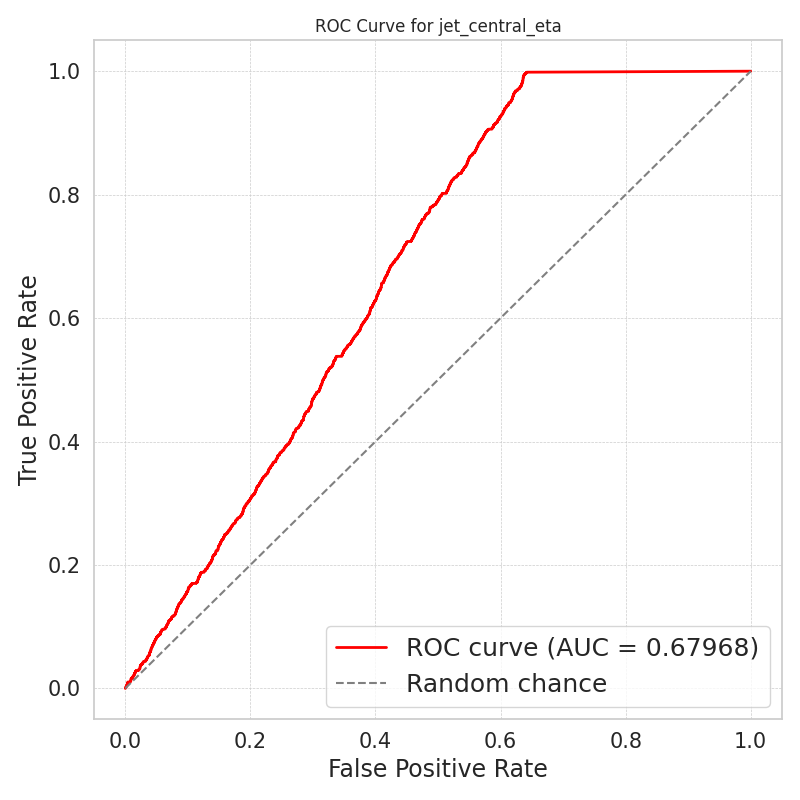 ROC Curve for jet_central_eta
True Positive Rate
1.0
0.8
0.6
0.4
0.2
0.0
0.0 0.2 0.4 0.6 0.8 1.0
False Positive Rate
ROC curve (AUC = 0.67968)
Random chance